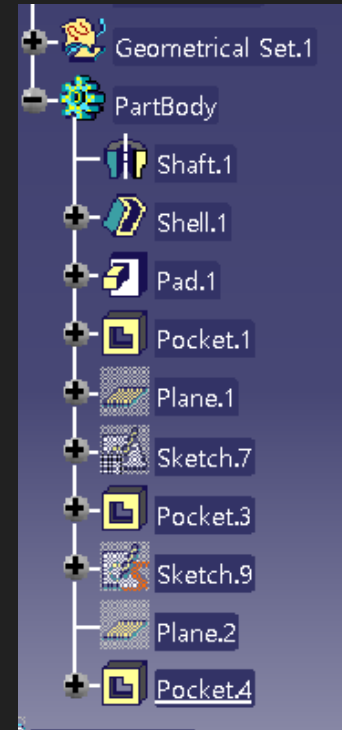 Geometrical Set.1
PartBody
Shaft.1
Shell.1
Pad.1
Pocket.1
Plane.1
Sketch.7
Pocket.3
Sketch.9
Plane.2
Pocket.4